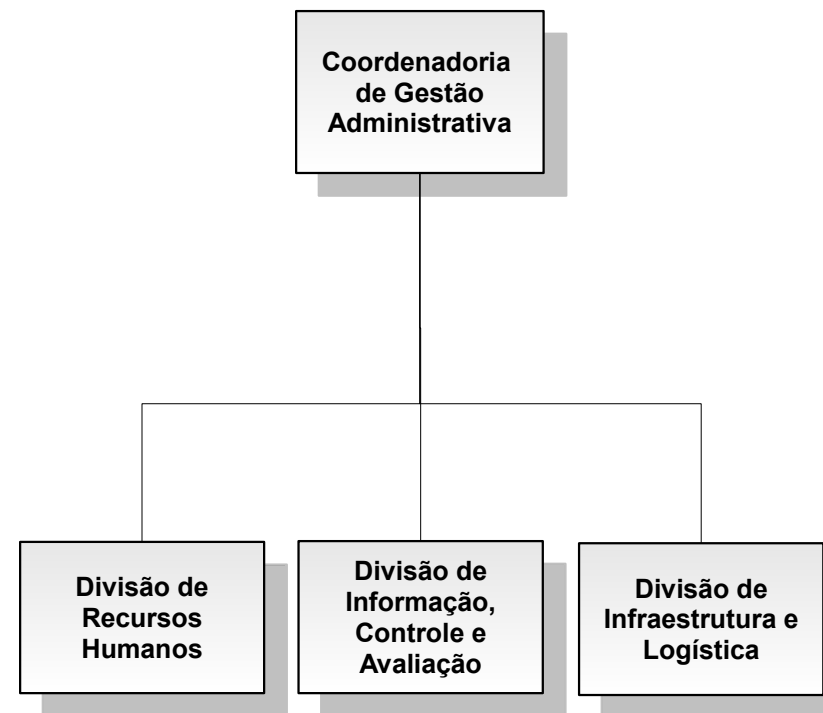 Coordenadoria
de Gestão
Administrativa
Divisão de
Recursos
Humanos
Divisão de
Informação,
Controle e
Avaliação
Divisão de
Infraestrutura e
Logística